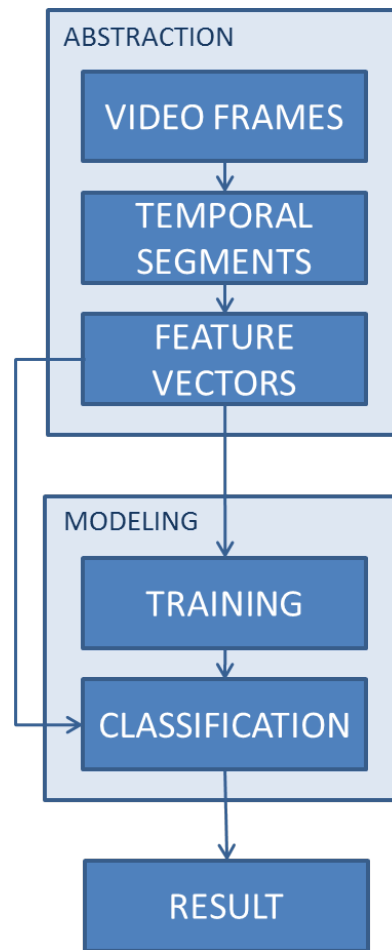 ABSTRACTION
VIDEO FRAMES
TEMPORAL
SEGMENTS
FEATURE
VECTORS
MODELING
TRAINING
CLASSIFICATION
RESULT